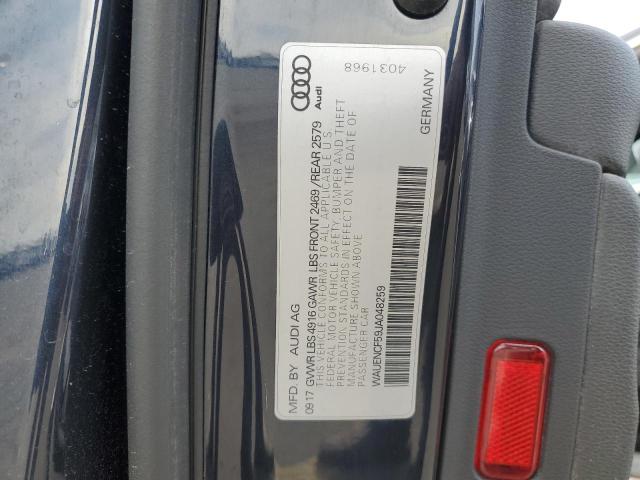 4031968
Audi
MFD. BY AUDI AG
09 17 GVWR LBS 4916 GAWR LBS FRONT 2469 / REAR 2579
THIS VEHICLE CONFORMS TO ALL APPLICABLE U.S.
FEDERAL MOTOR VEHICLE SAFETY, BUMPER AND THEFT
PREVENTION STANDARDS IN EFFECT ON THE DATE OF
MANUFACTURE SHOWN ABOVE
PASSENGER CAR
WAUENCF59JA048259
GERMANY